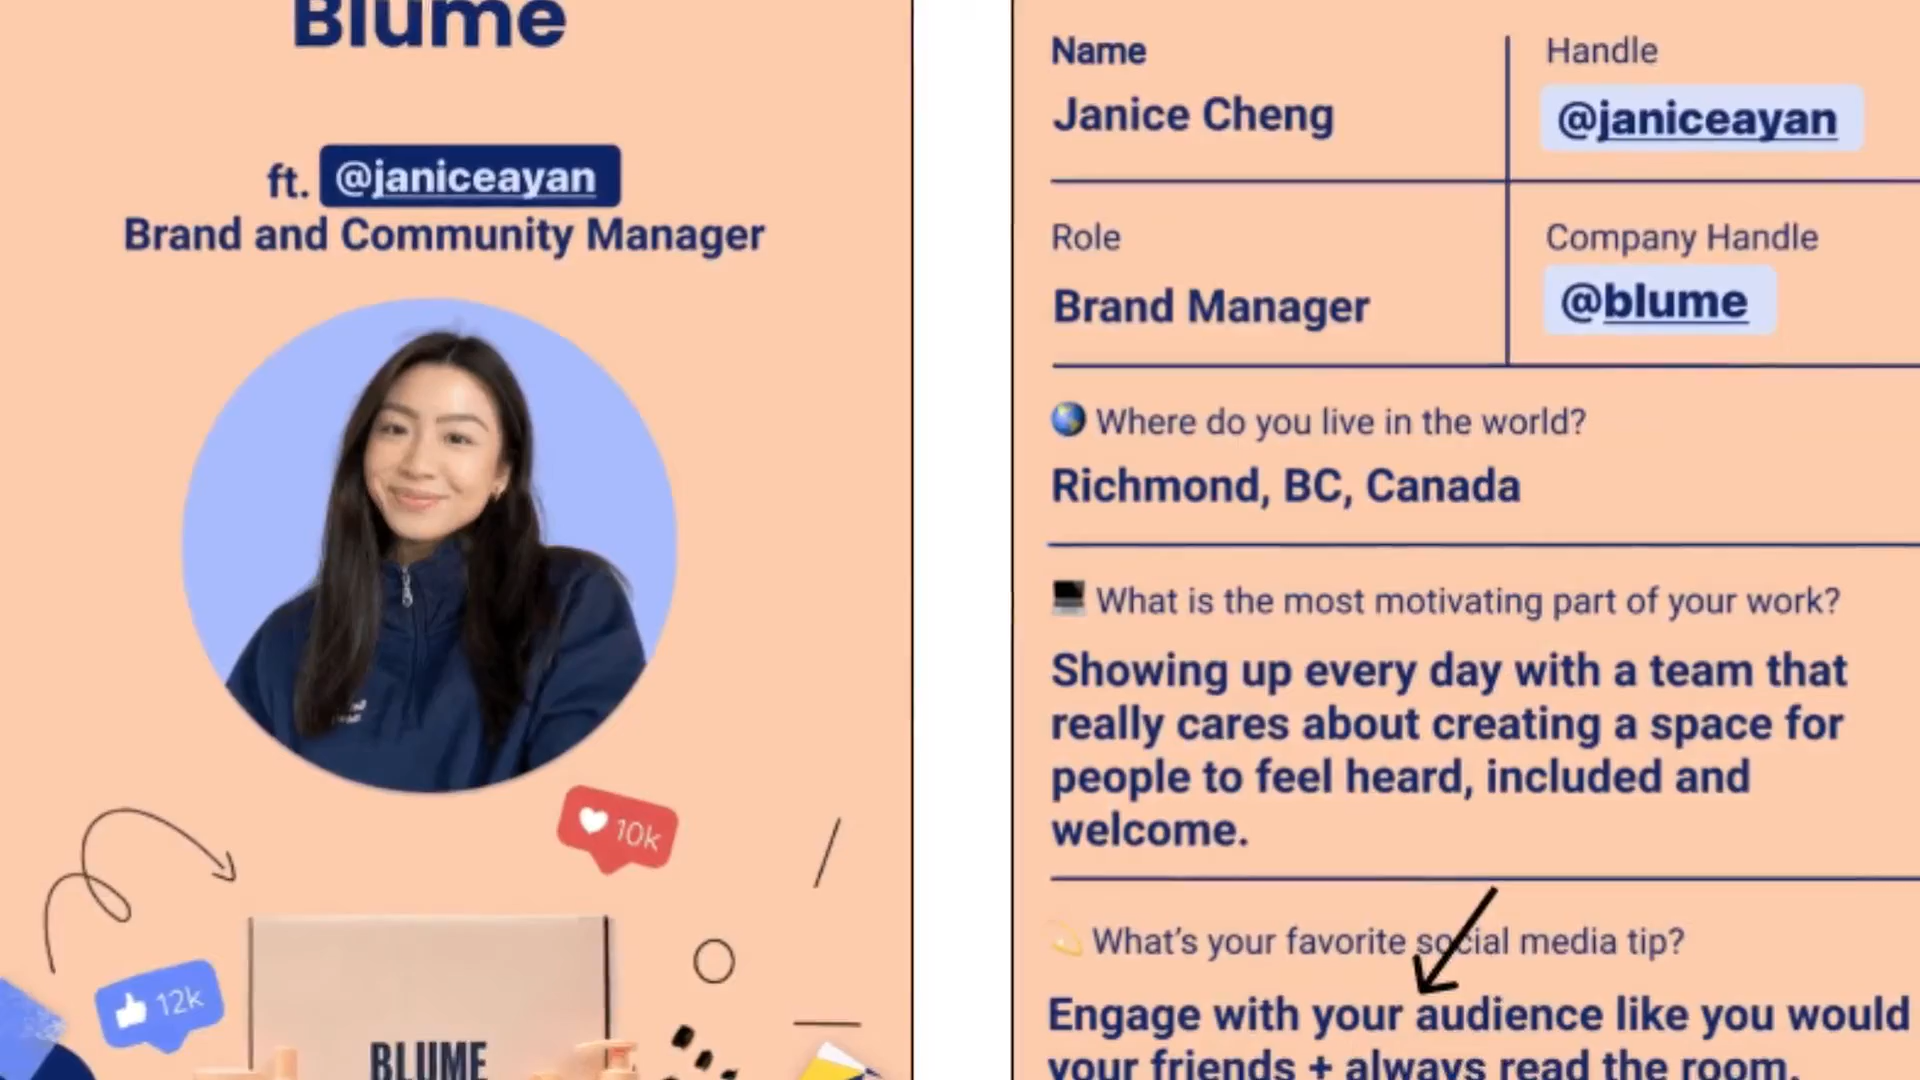 Blume
ft. @janiceayan
Brand and Community Manager
10k
12k
BLUME
Name
Janice Cheng
Handle
@janiceayan
Role
Brand Manager
Company Handle
@blume
Where do you live in the world?
Richmond, BC, Canada
What is the most motivating part of your work?
Showing up every day with a team that
really cares about creating a space for
people to feel heard, included and
welcome.
What's your favorite social media tip?
Engage with your audience like you would
your friends + always read the room.